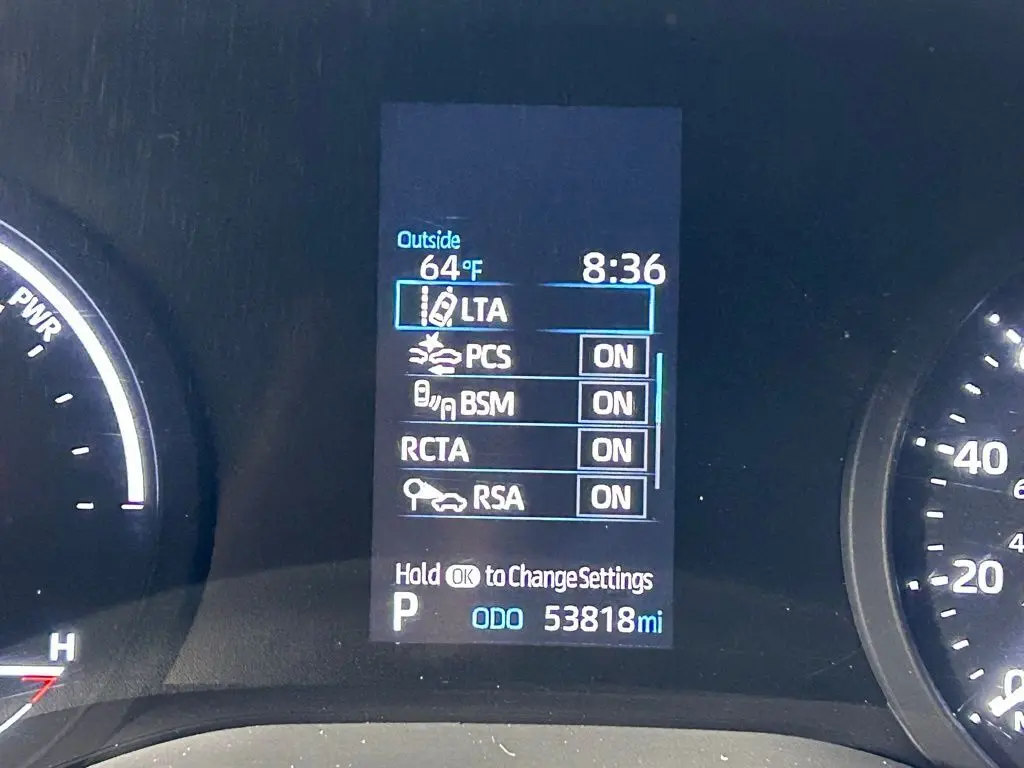 Outside
64°F 8:36
LTA
PCS ON
BSM ON
RCTA ON
RSA ON
Hold OK to Change Settings
P ODO 53818mi
PWR
H
40
20
0